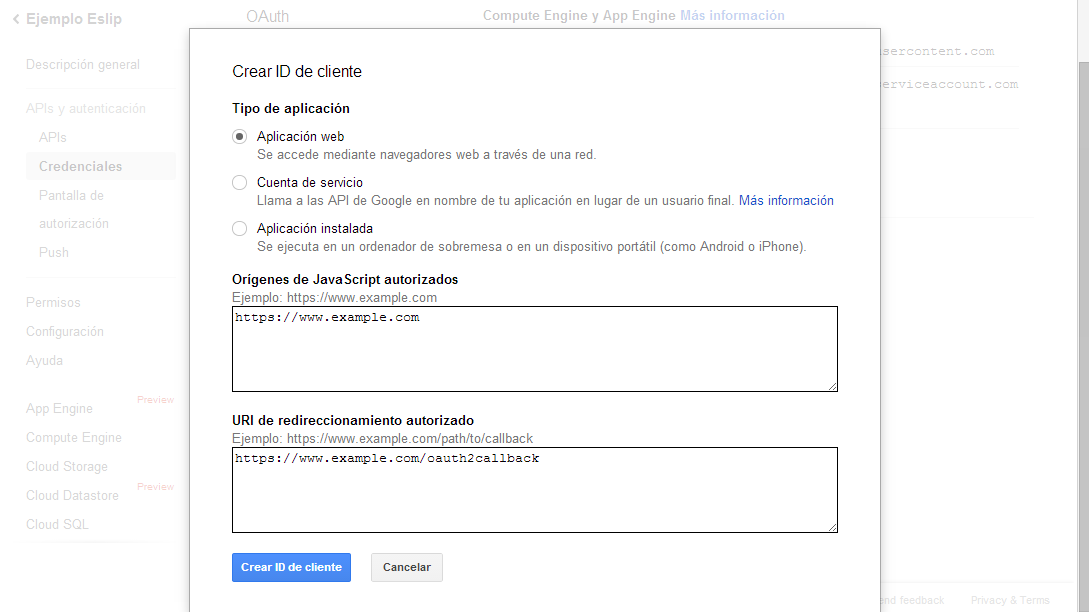 Ejemplo Eslip
OAuth
Compute Engine y App Engine Más información
Descripción general
APIs y autenticación
APIs
Credenciales
Pantalla de
autorización
Push
Permisos
Configuración
Ayuda
App Engine
Preview
Compute Engine
Cloud Storage
Cloud Datastore
Preview
Cloud SQL
Crear ID de cliente
Tipo de aplicación
Aplicación web
Se accede mediante navegadores web a través de una red.
Cuenta de servicio
Llama a las API de Google en nombre de tu aplicación en lugar de un usuario final. Más información
Aplicación instalada
Se ejecuta en un ordenador de sobremesa o en un dispositivo portátil (como Android o iPhone).
Orígenes de JavaScript autorizados
Ejemplo: https://www.example.com
https://www.example.com
URI de redireccionamiento autorizado
Ejemplo: https://www.example.com/path/to/callback
https://www.example.com/oauth2callback
Crear ID de cliente
Cancelar
sercontent.com
erviceaccount.com
nd feedback
Privacy & Terms